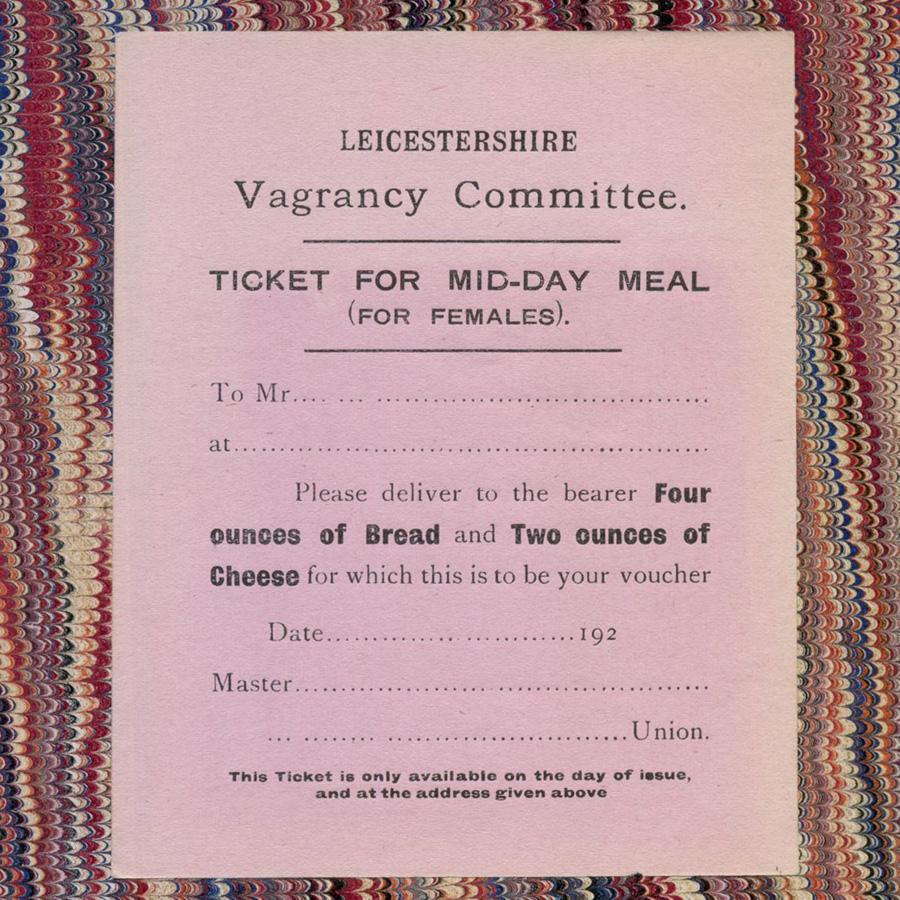 LEICESTERSHIRE
Vagrancy Committee.
TICKET FOR MID-DAY MEAL
(FOR FEMALES).
To Mr.... ... .............................................
at................................................................
Please deliver to the bearer Four
ounces of Bread and Two ounces of
Cheese for which this is to be your voucher
Date.................................192
Master.........................................................
... ....... ................................Union.
This Ticket is only available on the day of issue,
and at the address given above